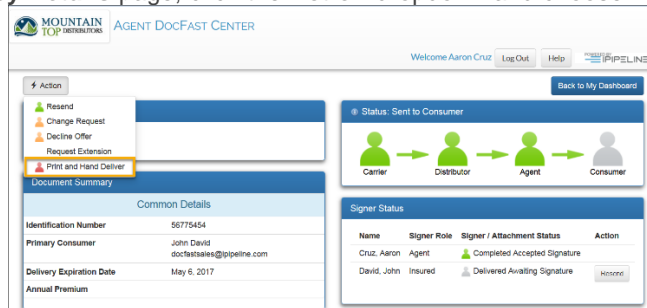 MOUNTAIN
TOP DISTRIBUTORS
AGENT DOCFAST CENTER
Welcome Aaron Cruz Log Out Help POWERED BY IPIPELINE
Action
Back to My Dashboard
Resend
Change Request
Decline Offer
Request Extension
Print and Hand Deliver
Status: Sent to Consumer
Carrier Distributor Agent Consumer
Document Summary
Common Details
Identification Number 56775454
Primary Consumer John David
docfastsales@ipipeline.com
Delivery Expiration Date May 6, 2017
Annual Premium
Signer Status
Name Signer Role Signer / Attachment Status Action
Cruz, Aaron Agent Completed Accepted Signature
David, John Insured Delivered Awaiting Signature Resend